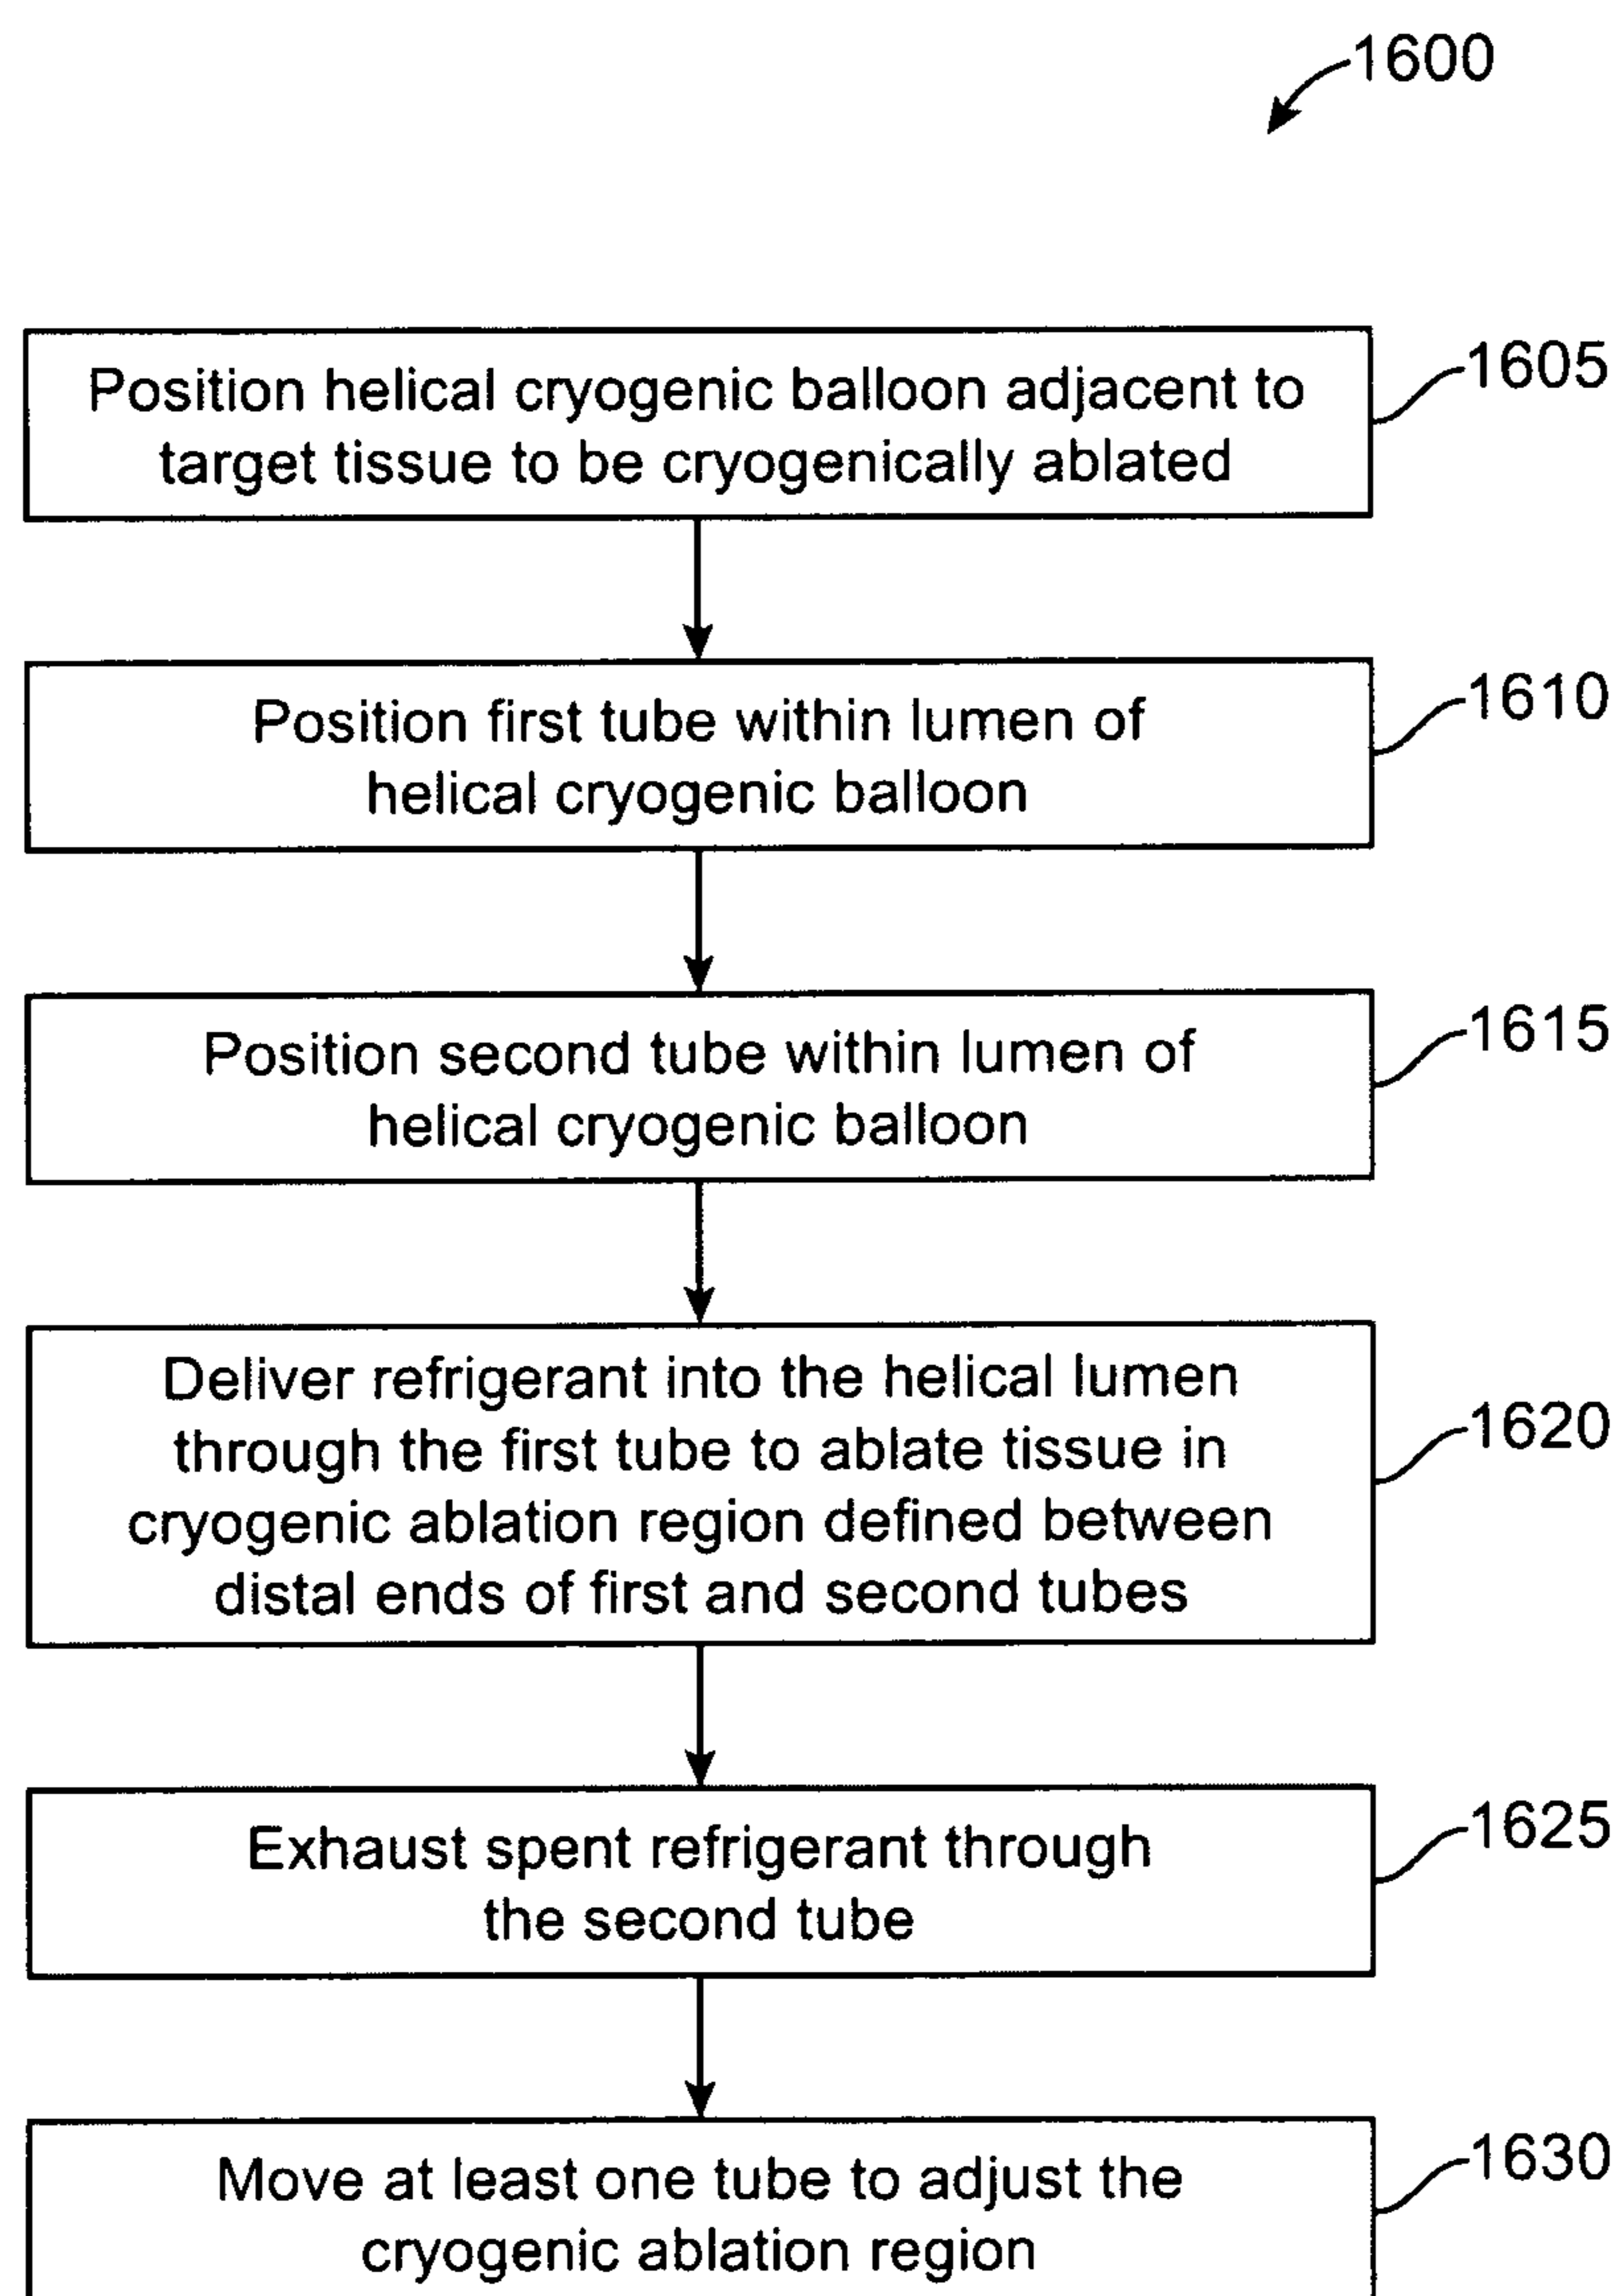 1600
Position helical cryogenic balloon adjacent to
target tissue to be cryogenically ablated
1605
Position first tube within lumen of
helical cryogenic balloon
1610
Position second tube within lumen of
helical cryogenic balloon
1615
Deliver refrigerant into the helical lumen
through the first tube to ablate tissue in
cryogenic ablation region defined between
distal ends of first and second tubes
1620
Exhaust spent refrigerant through
the second tube
1625
Move at least one tube to adjust the
cryogenic ablation region
1630